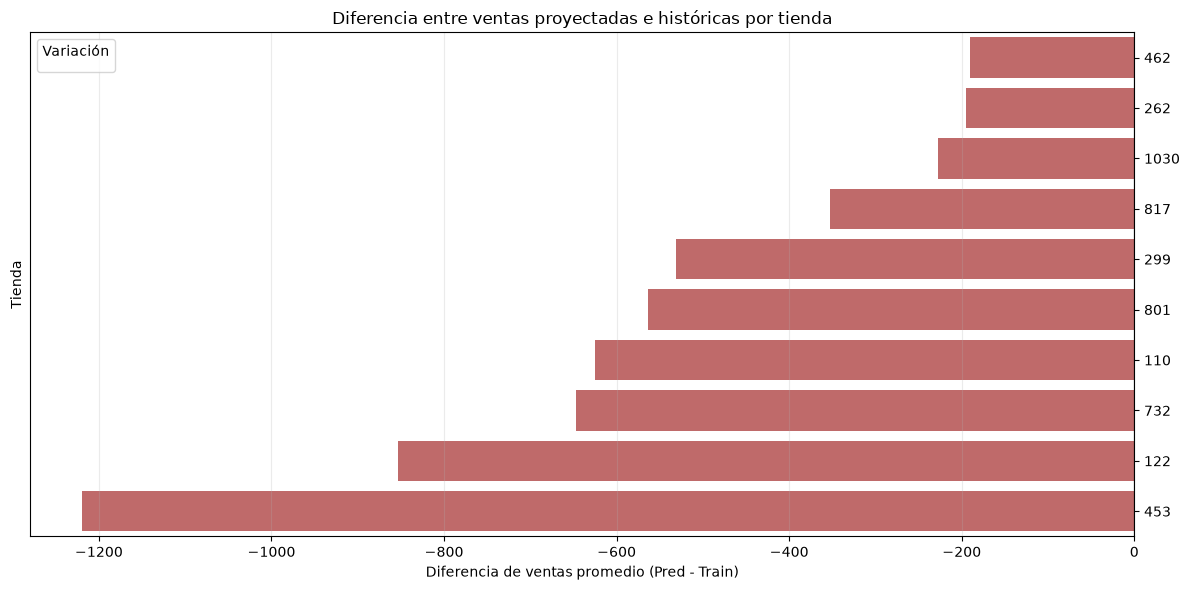 Diferencia entre ventas proyectadas e históricas por tienda
Variación
462
262
1030
817
299
801
110
732
122
453
Tienda
−1200 −1000 −800 −600 −400 −200 0
Diferencia de ventas promedio (Pred - Train)